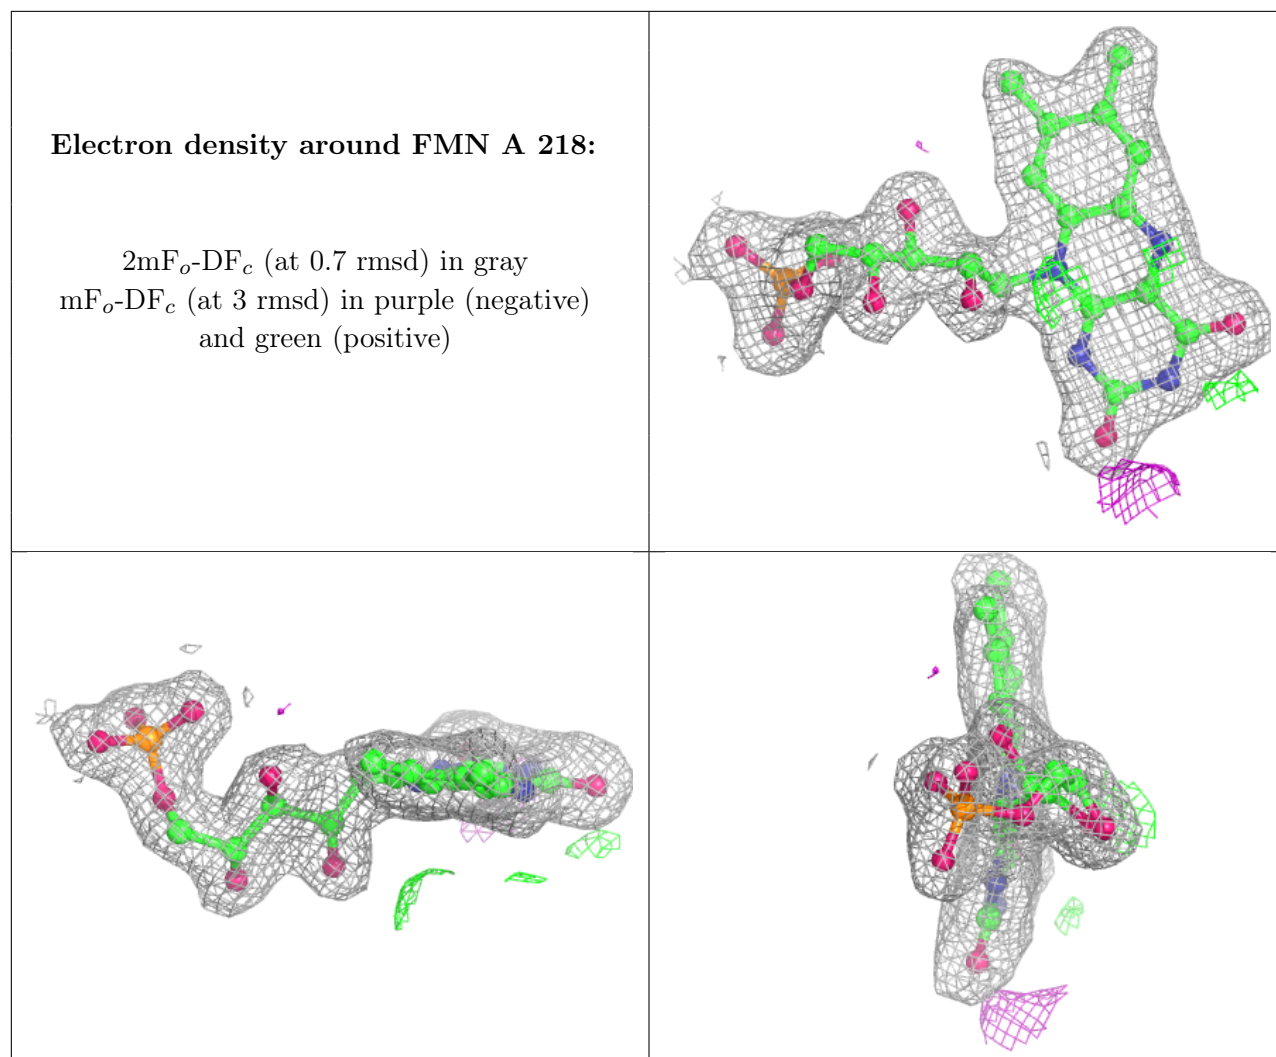 Electron density around FMN A 218:
2mFo-DFc (at 0.7 rmsd) in gray
mFo-DFc (at 3 rmsd) in purple (negative)
and green (positive)